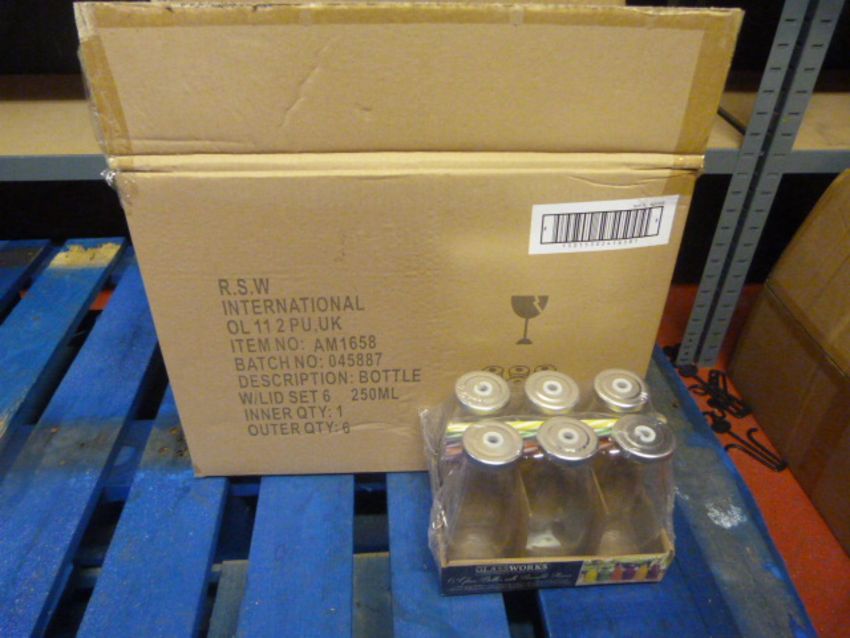 R.S.W
INTERNATIONAL
OL 11 2 PU.UK
ITEM NO: AM1658
BATCH NO: 045887
DESCRIPTION: BOTTLE
W/LID SET 6 250ML
INNER QTY: 1
OUTER QTY: 6
GLASSWORKS